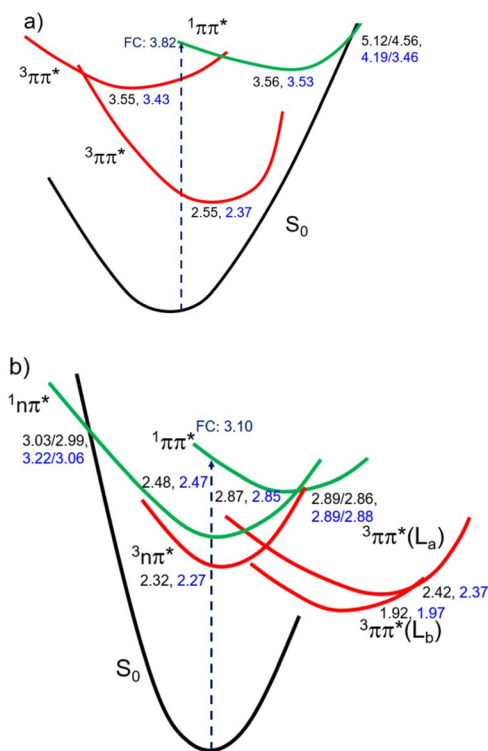 a)
¹ππ*
FC: 3.82
5.12/4.56,
4.19/3.46
³ππ*
3.56, 3.53
3.55, 3.43
³ππ*
2.55, 2.37
S₀
b)
¹nπ*
¹ππ*
FC: 3.10
3.03/2.99,
3.22/3.06
2.48, 2.47
2.87, 2.85
2.89/2.86,
2.89/2.88
³ππ*(Lₐ)
³nπ*
2.32, 2.27
2.42, 2.37
1.92, 1.97
³ππ*(L_b)
S₀